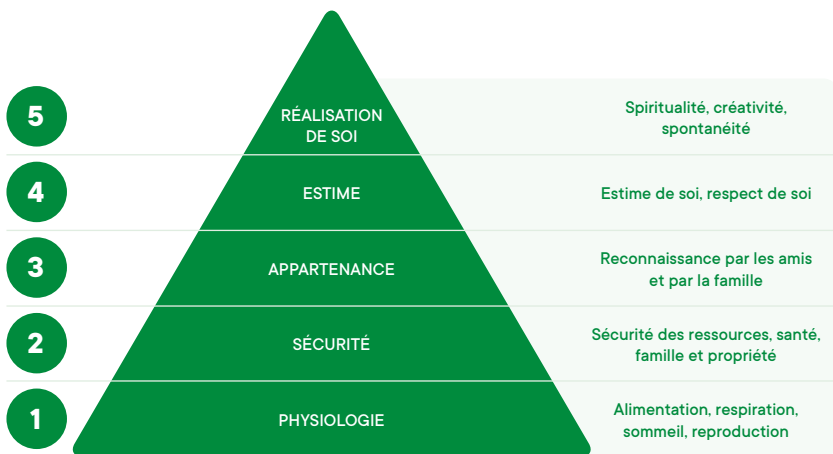 5
RÉALISATION
DE SOI
Spiritualité, créativité,
spontanéité
4
ESTIME
Estime de soi, respect de soi
3
APPARTENANCE
Reconnaissance par les amis
et par la famille
2
SÉCURITÉ
Sécurité des ressources, santé,
famille et propriété
1
PHYSIOLOGIE
Alimentation, respiration,
sommeil, reproduction